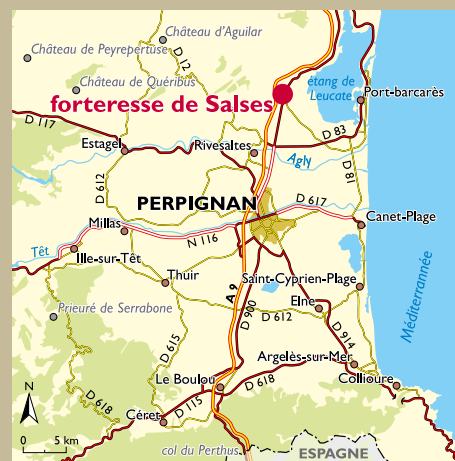 Château d'Aguilar
Château de Peyrepertuse
D 12
étang de
Leucate
Château de Quéribus
forteresse de Salses
Port-barcarès
D 117
D 83
Estagel
Rivesaltes
Agly
D 81
D 612
PERPIGNAN
D 617
Millas
Canet-Plage
N 116
Têt
Ille-sur-Têt
Thuir
Saint-Cyprien-Plage
A 9
Méditerrannée
Prieuré de Serrabone
D 900
Elne
D 612
D 615
D 914
Argelès-sur-Mer
Le Boulou
Collioure
D 618
D 115
D 618
Céret
N
0 5 km
col du Perthus
ESPAGNE